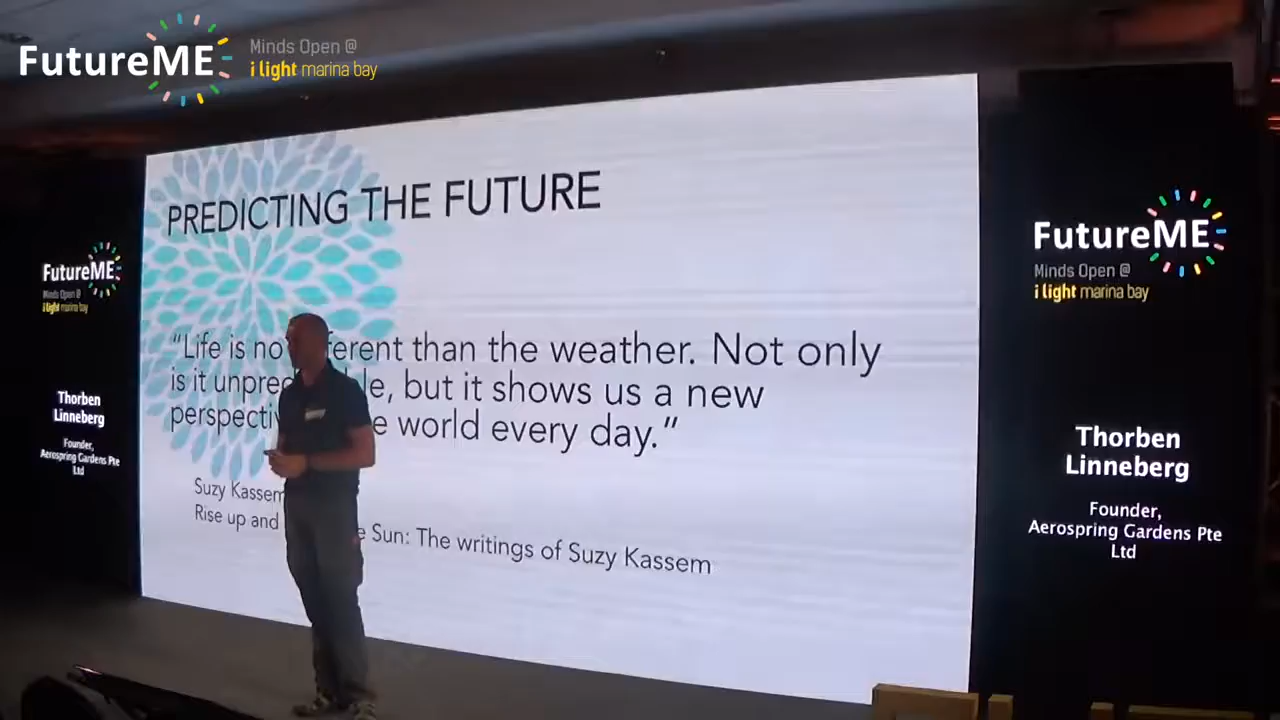 FutureME
Minds Open @
i light marina bay
PREDICTING THE FUTURE
“Life is no ferent than the weather. Not only
is it unpre le, but it shows us a new
perspecti e world every day.”
Suzy Kassem
Rise up and e Sun: The writings of Suzy Kassem
FutureME
Minds Open @
i light marina bay
Thorben
Linneberg
Founder,
Aerospring Gardens Pte
Ltd
FutureME
Minds Open @
i light marina bay
Thorben
Linneberg
Founder,
Aerospring Gardens Pte
Ltd